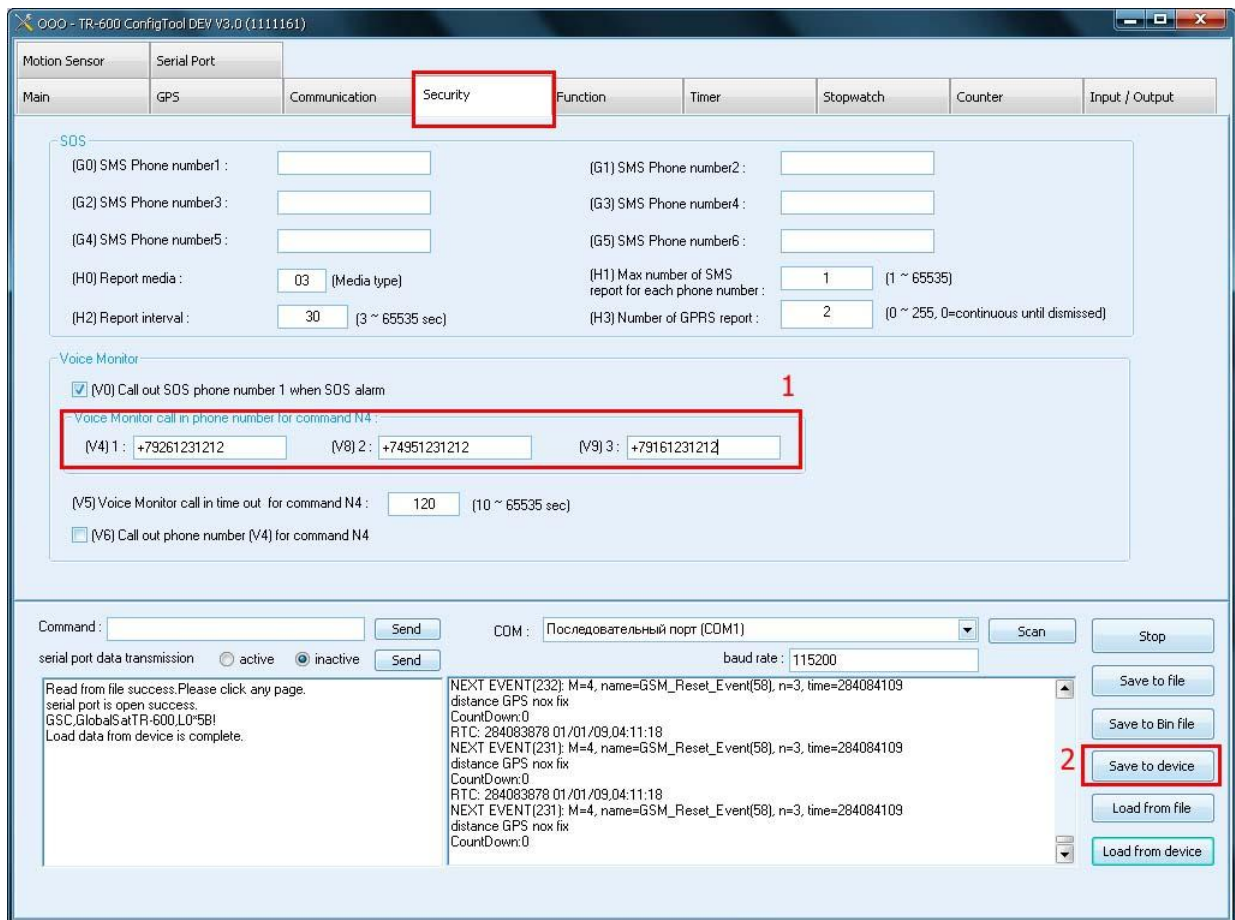 OOO - TR-600 ConfigTool DEV V3.0 (1111161)
Motion Sensor
Serial Port
Main
GPS
Communication
Security
Function
Timer
Stopwatch
Counter
Input / Output
SOS
(G0) SMS Phone number1 :
(G1) SMS Phone number2 :
(G2) SMS Phone number3 :
(G3) SMS Phone number4 :
(G4) SMS Phone number5 :
(G5) SMS Phone number6 :
(H0) Report media : 03 (Media type)
(H1) Max number of SMS
report for each phone number : 1 (1 ~ 65535)
(H2) Report interval : 30 (3 ~ 65535 sec)
(H3) Number of GPRS report : 2 (0 ~ 255, 0=continuous until dismissed)
Voice Monitor
(V0) Call out SOS phone number 1 when SOS alarm
1
Voice Monitor call in phone number for command N4 :
(V4) 1 : +79261231212
(V8) 2 : +74951231212
(V9) 3 : +79161231212
(V5) Voice Monitor call in time out for command N4 : 120 (10 ~ 65535 sec)
(V6) Call out phone number (V4) for command N4
Command :
Send
COM : Последовательный порт (COM1)
Scan
Stop
serial port data transmission
active
inactive
Send
baud rate : 115200
Read from file success.Please click any page.
serial port is open success.
GSC,GlobalSatTR-600,L0*5B!
Load data from device is complete.
NEXT EVENT(232): M=4, name=GSM_Reset_Event(58), n=3, time=284084109
distance GPS nox fix
CountDown:0
RTC: 284083878 01/01/09,04:11:18
NEXT EVENT(231): M=4, name=GSM_Reset_Event(58), n=3, time=284084109
distance GPS nox fix
CountDown:0
RTC: 284083878 01/01/09,04:11:18
NEXT EVENT(231): M=4, name=GSM_Reset_Event(58), n=3, time=284084109
distance GPS nox fix
CountDown:0
Save to file
Save to Bin file
2
Save to device
Load from file
Load from device